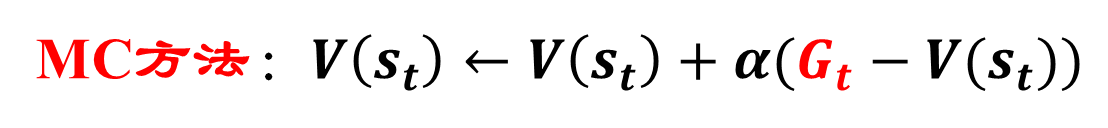 MC方法: V(s_t) ← V(s_t) + α(G_t − V(s_t))